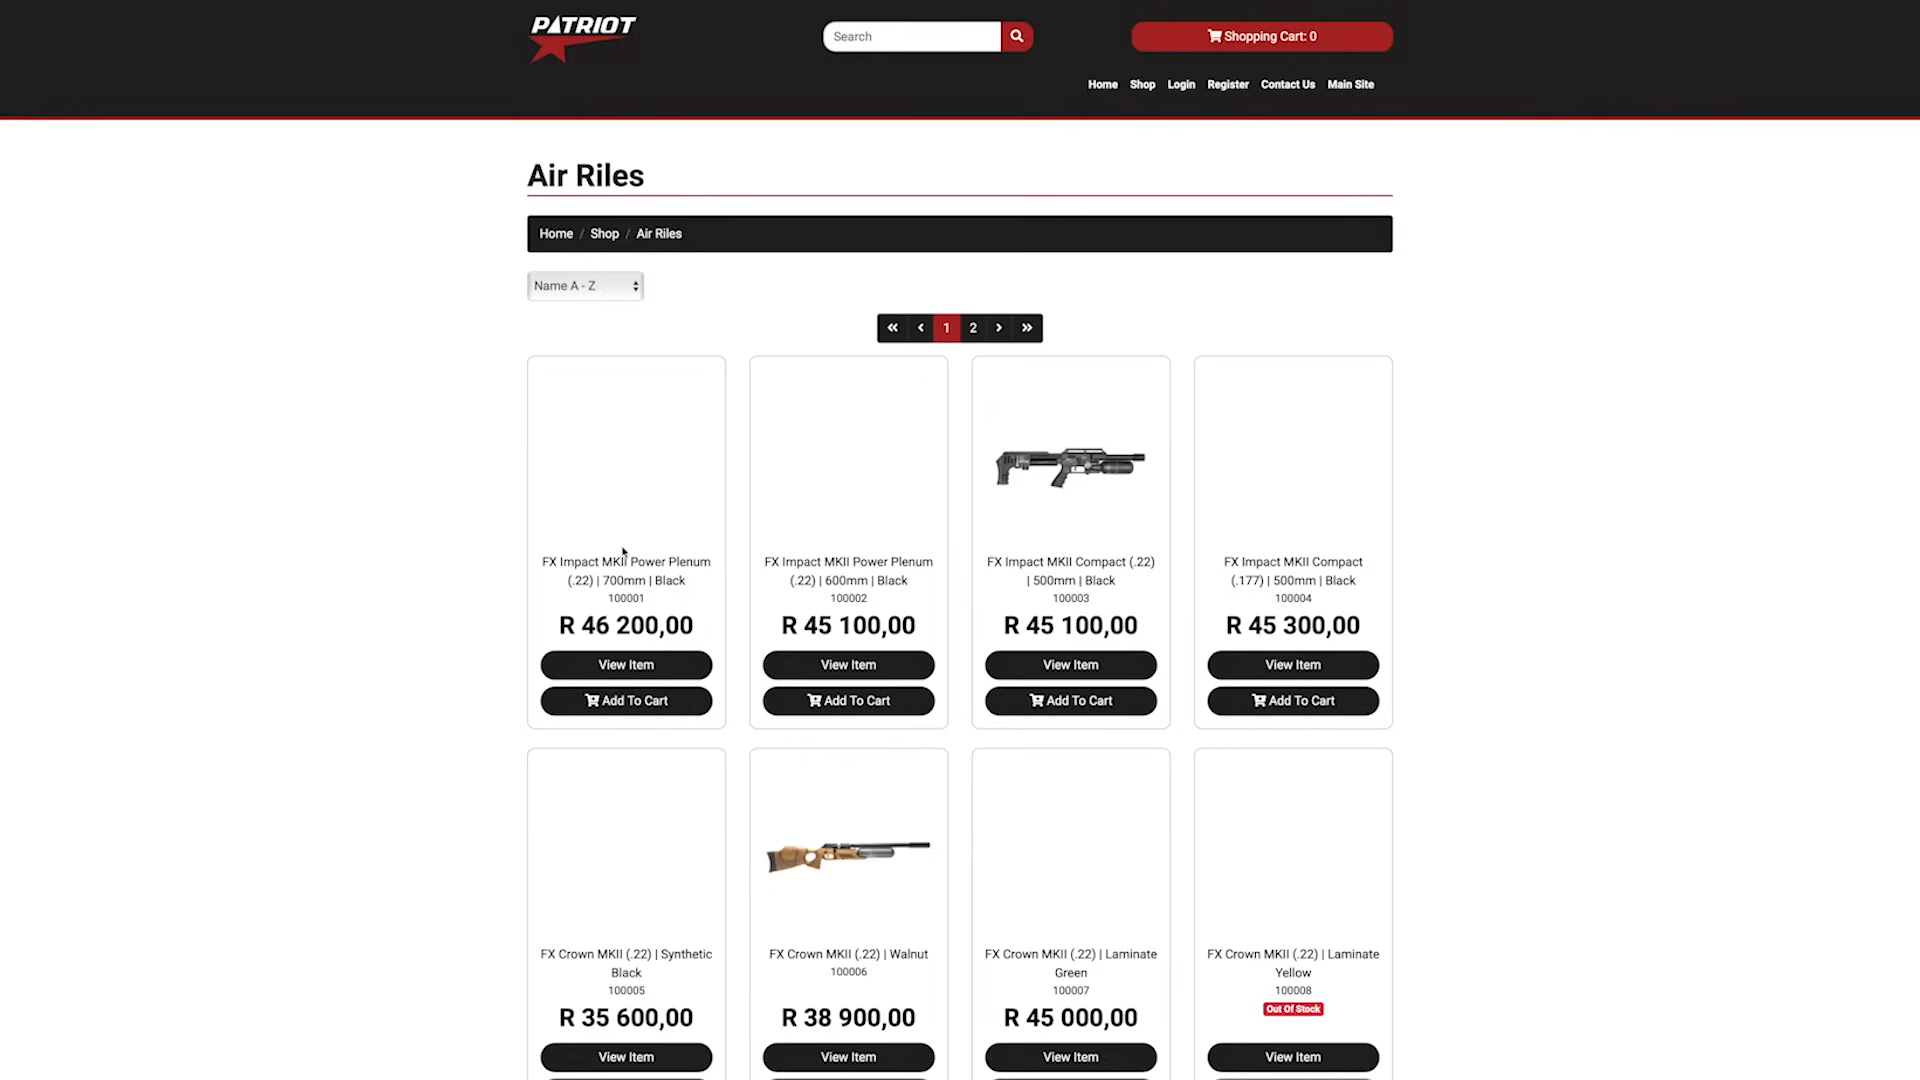 PATRIOT
Search
Shopping Cart: 0
Home Shop Login Register Contact Us Main Site
Air Riles
Home / Shop / Air Riles
Name A - Z
« ‹ 1 2 › »
FX Impact MKII Power Plenum
(.22) | 700mm | Black
100001
R 46 200,00
View Item
Add To Cart
FX Impact MKII Power Plenum
(.22) | 600mm | Black
100002
R 45 100,00
View Item
Add To Cart
FX Impact MKII Compact (.22)
| 500mm | Black
100003
R 45 100,00
View Item
Add To Cart
FX Impact MKII Compact
(.177) | 500mm | Black
100004
R 45 300,00
View Item
Add To Cart
FX Crown MKII (.22) | Synthetic
Black
100005
R 35 600,00
View Item
FX Crown MKII (.22) | Walnut
100006
R 38 900,00
View Item
FX Crown MKII (.22) | Laminate
Green
100007
R 45 000,00
View Item
FX Crown MKII (.22) | Laminate
Yellow
100008
Out Of Stock
View Item